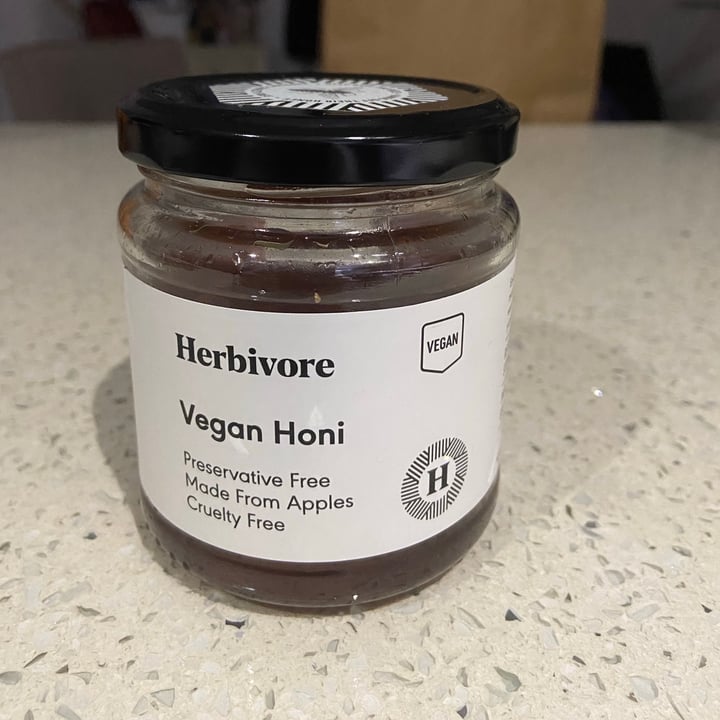 Herbivore
VEGAN
Vegan Honi
Preservative Free
Made From Apples
Cruelty Free
H